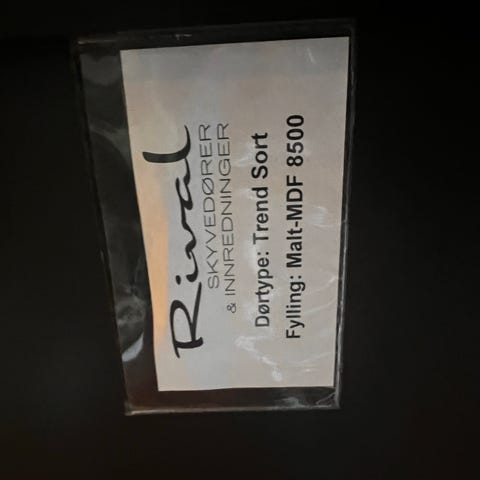 Rival
SKYVEDØRER
& INNREDNINGER
Dørtype: Trend Sort
Fylling: Malt-MDF 8500